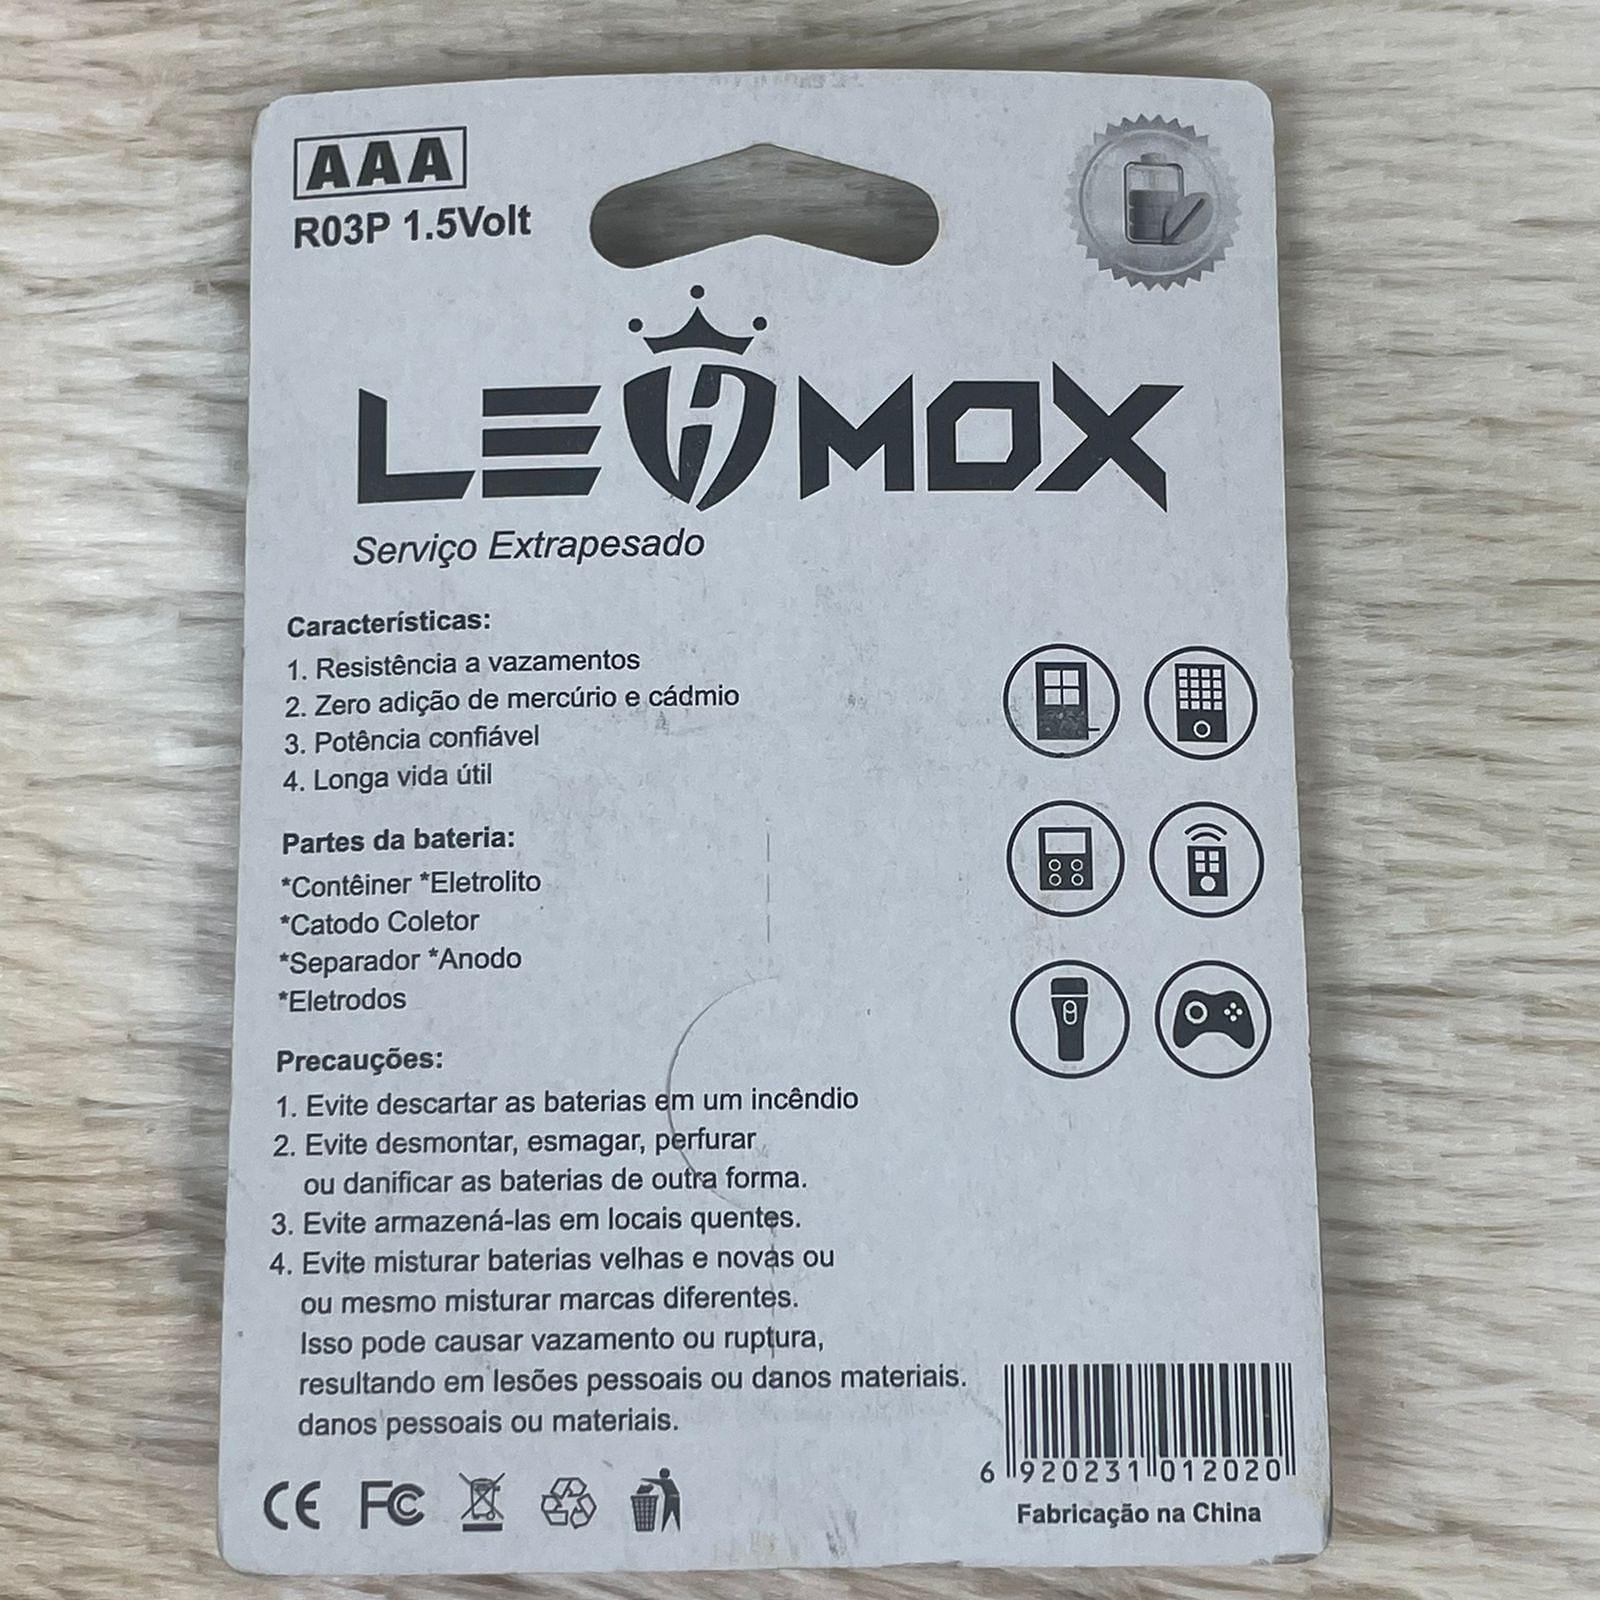 AAA
R03P 1.5Volt
LEHMOX
Serviço Extrapesado
Características:
1. Resistência a vazamentos
2. Zero adição de mercúrio e cádmio
3. Potência confiável
4. Longa vida útil
Partes da bateria:
*Contêiner *Eletrolito
*Catodo Coletor
*Separador *Anodo
*Eletrodos
Precauções:
1. Evite descartar as baterias em um incêndio
2. Evite desmontar, esmagar, perfurar
ou danificar as baterias de outra forma.
3. Evite armazená-las em locais quentes.
4. Evite misturar baterias velhas e novas ou
ou mesmo misturar marcas diferentes.
Isso pode causar vazamento ou ruptura,
resultando em lesões pessoais ou danos materiais.
danos pessoais ou materiais.
CE FC
6 920231 012020
Fabricação na China